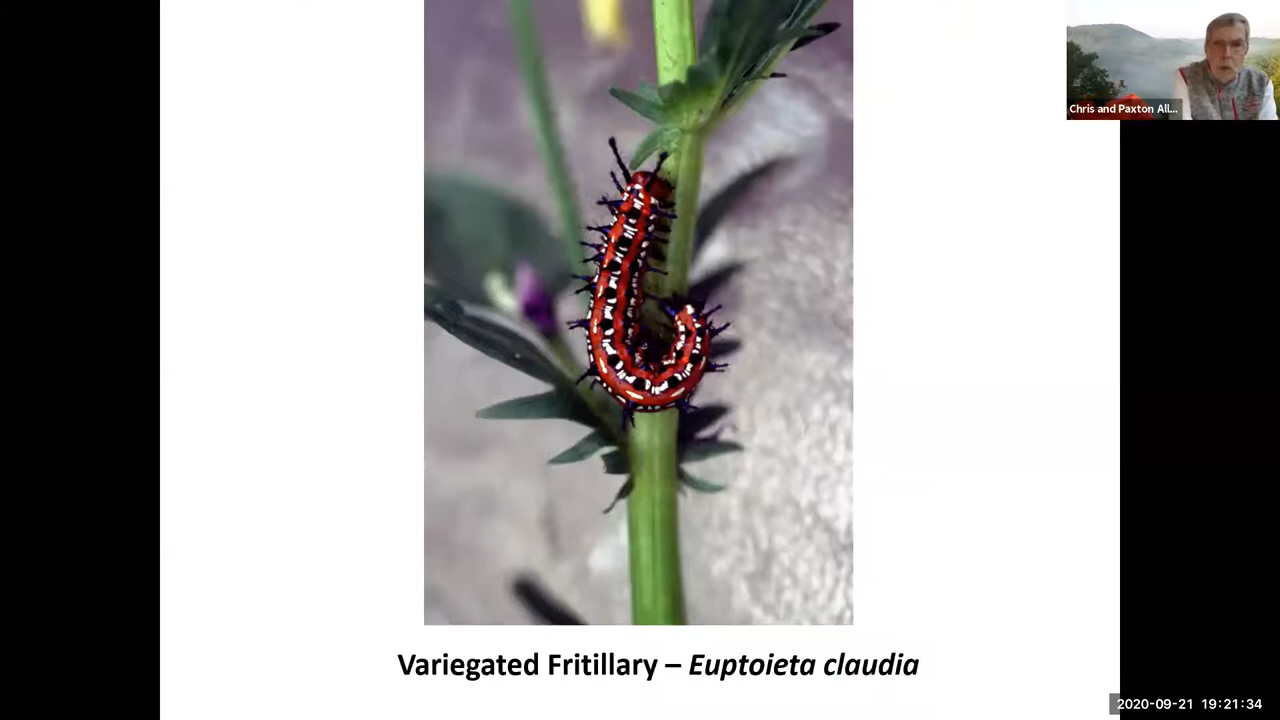 Chris and Paxton All...
Variegated Fritillary – Euptoieta claudia
2020-09-21 19:21:34